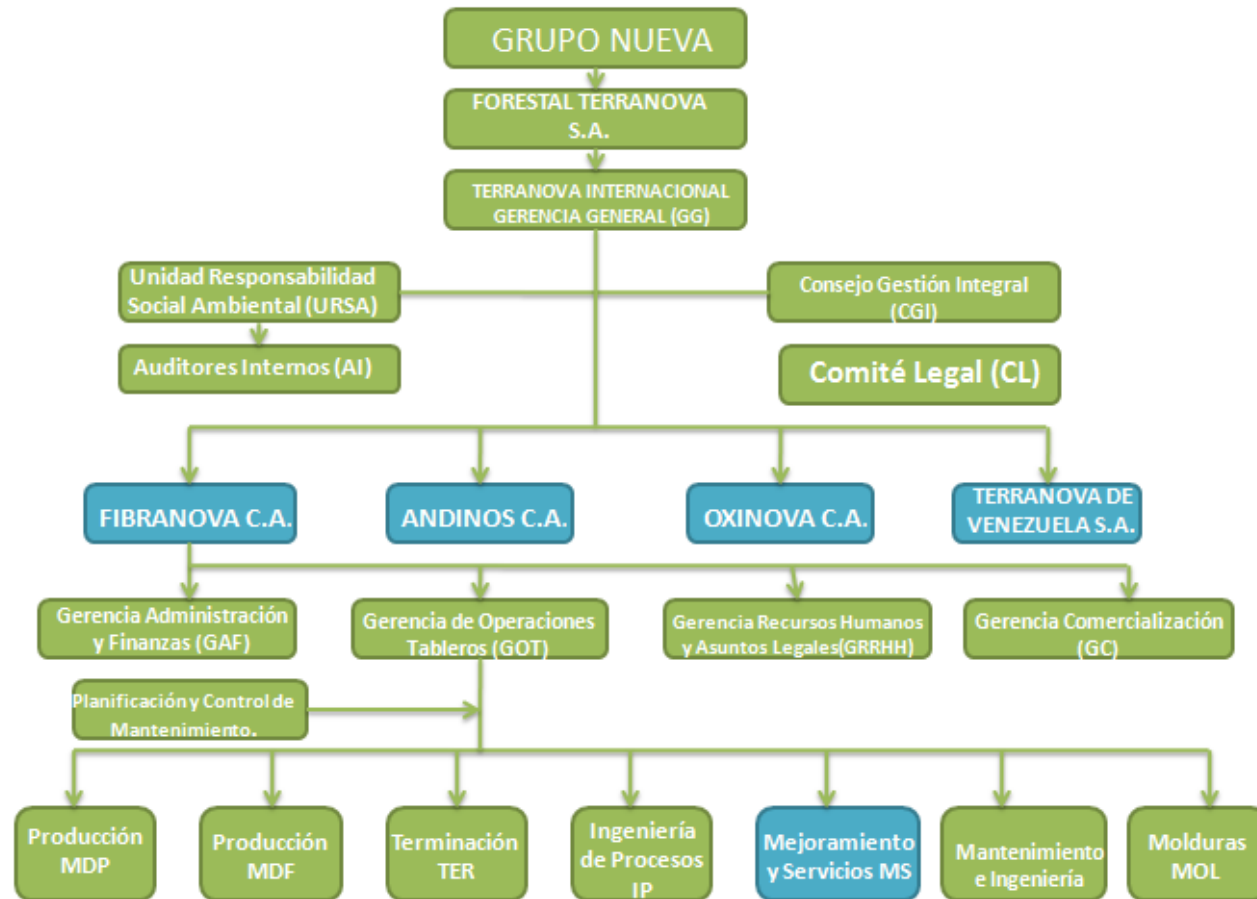 GRUPO NUEVA
FORESTAL TERRANOVA
S.A.
TERRANOVA INTERNACIONAL
GERENCIA GENERAL (GG)
Unidad Responsabilidad
Social Ambiental (URSA)
Consejo Gestión Integral
(CGI)
Auditores Internos (AI)
Comité Legal (CL)
FIBRANOVA C.A.
ANDINOS C.A.
OXINOVA C.A.
TERRANOVA DE
VENEZUELA S.A.
Gerencia Administración
y Finanzas (GAF)
Gerencia de Operaciones
Tableros (GOT)
Gerencia Recursos Humanos
y Asuntos Legales(GRRHH)
Gerencia Comercialización
(GC)
Planificación y Control de
Mantenimiento.
Producción
MDP
Producción
MDF
Terminación
TER
Ingeniería
de Procesos
IP
Mejoramiento
y Servicios MS
Mantenimiento
e Ingeniería
Molduras
MOL